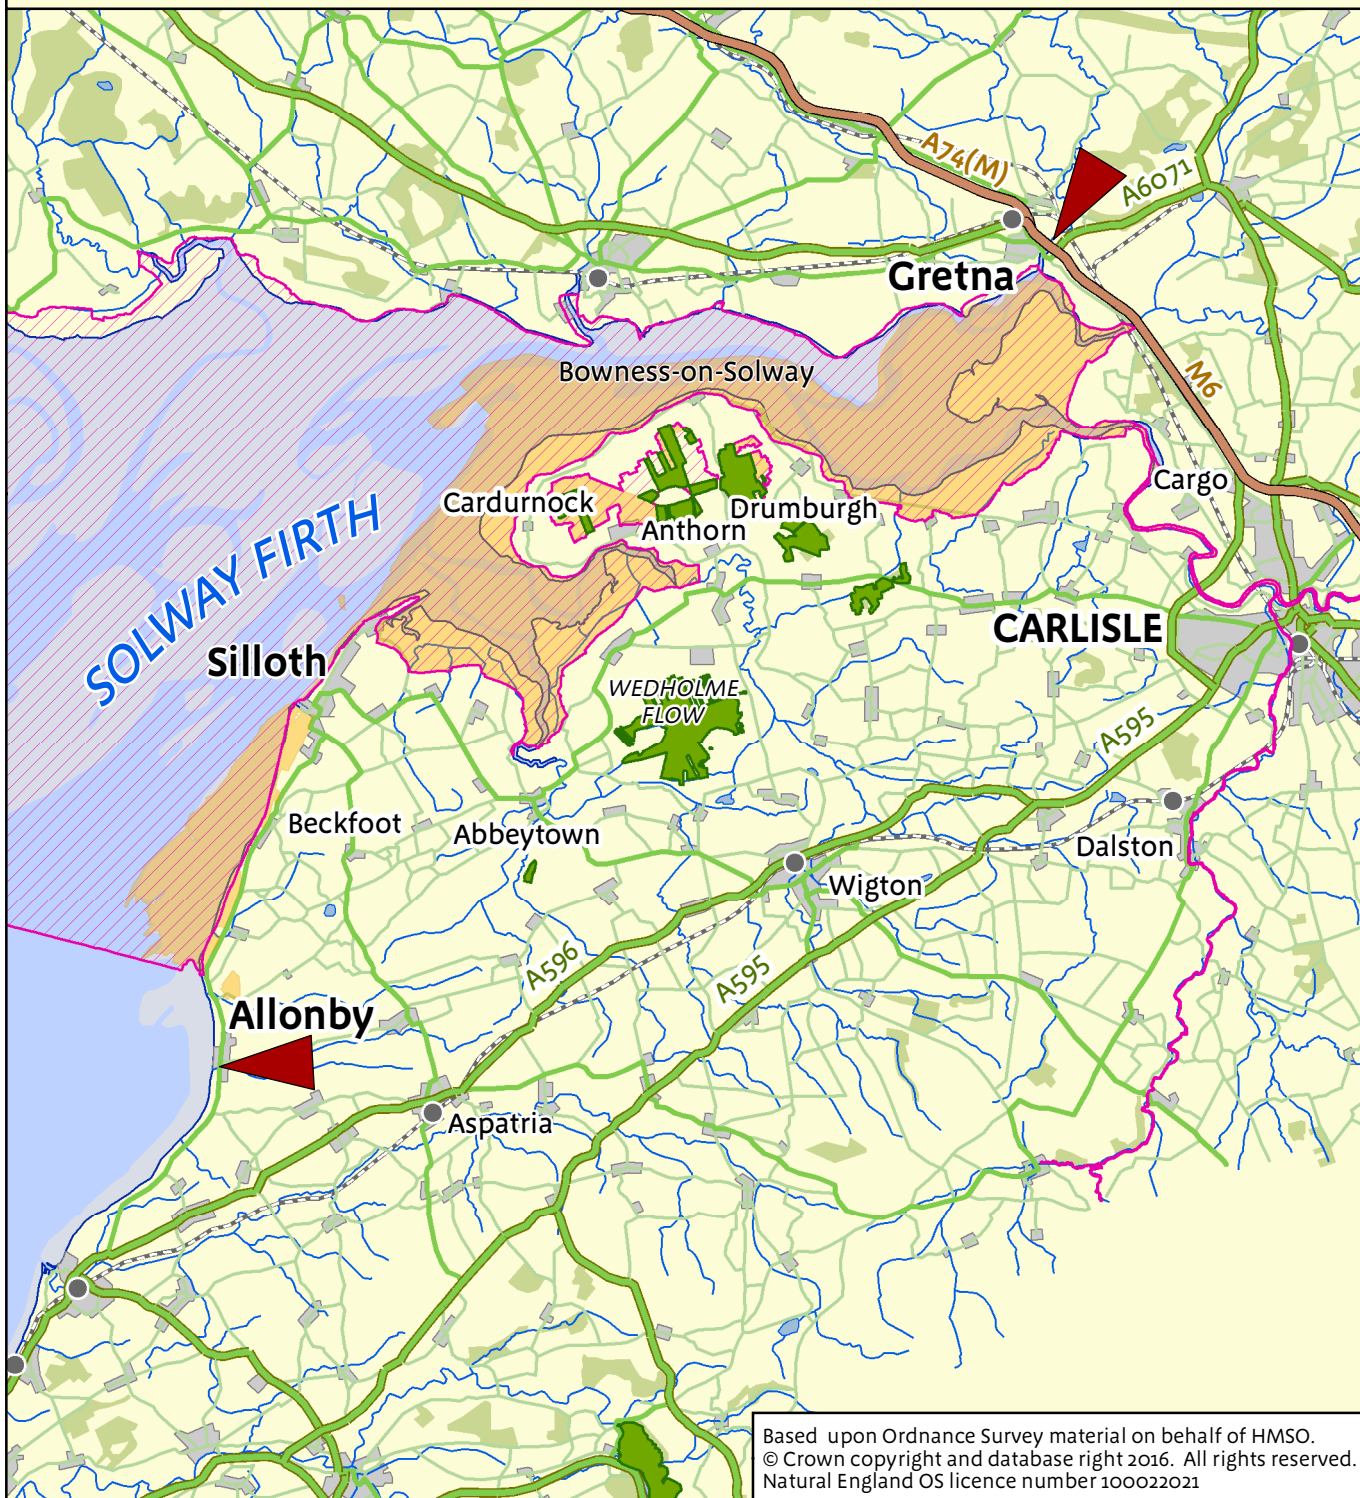 A74(M)
A6071
Gretna
Bowness-on-Solway
M6
Cargo
Cardurnock
Drumburgh
Anthorn
SOLWAY FIRTH
CARLISLE
Silloth
WEDHOLME
FLOW
A595
Beckfoot
Abbeytown
Dalston
Wigton
A596
A595
Allonby
Aspatria
Based upon Ordnance Survey material on behalf of HMSO.
© Crown copyright and database right 2016. All rights reserved.
Natural England OS licence number 100022021